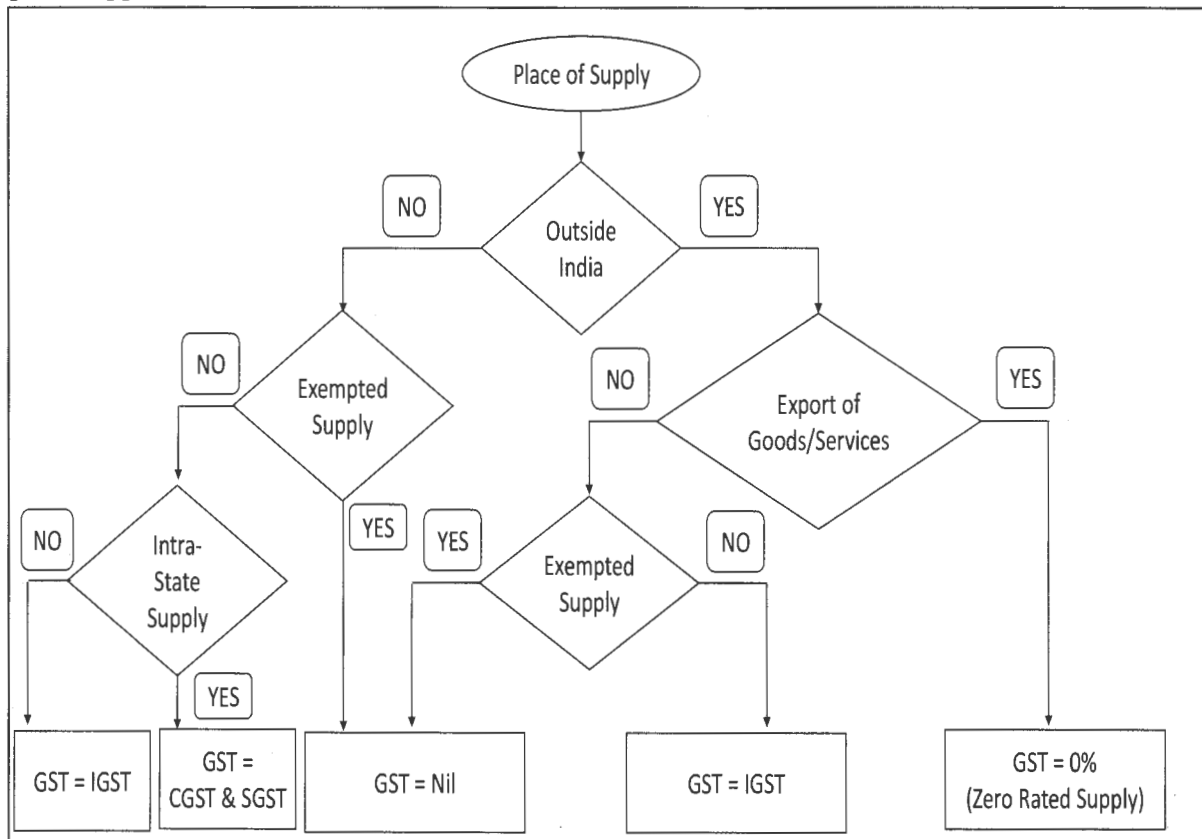 Place of Supply
NO
YES
Outside
India
NO
Exempted
Supply
NO
Export of
Goods/Services
YES
NO
Intra-
State
Supply
YES
YES
Exempted
Supply
NO
YES
GST = IGST
GST =
CGST & SGST
GST = Nil
GST = IGST
GST = 0%
(Zero Rated Supply)